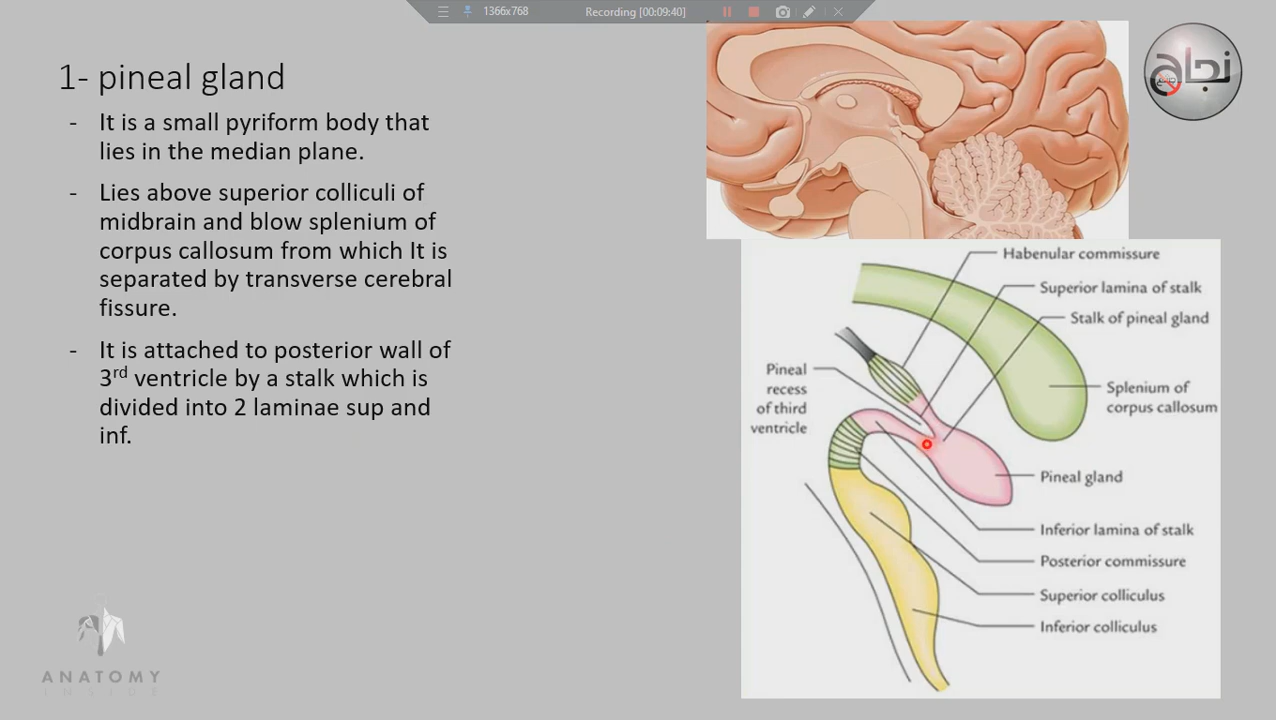 1366x768
Recording [00:09:40]
1- pineal gland
- It is a small pyriform body that
lies in the median plane.
- Lies above superior colliculi of
midbrain and blow splenium of
corpus callosum from which It is
separated by transverse cerebral
fissure.
- It is attached to posterior wall of
3rd ventricle by a stalk which is
divided into 2 laminae sup and
inf.
Habenular commissure
Superior lamina of stalk
Stalk of pineal gland
Pineal
recess
of third
ventricle
Splenium of
corpus callosum
Pineal gland
Inferior lamina of stalk
Posterior commissure
Superior colliculus
Inferior colliculus
ANATOMY
INSIDE